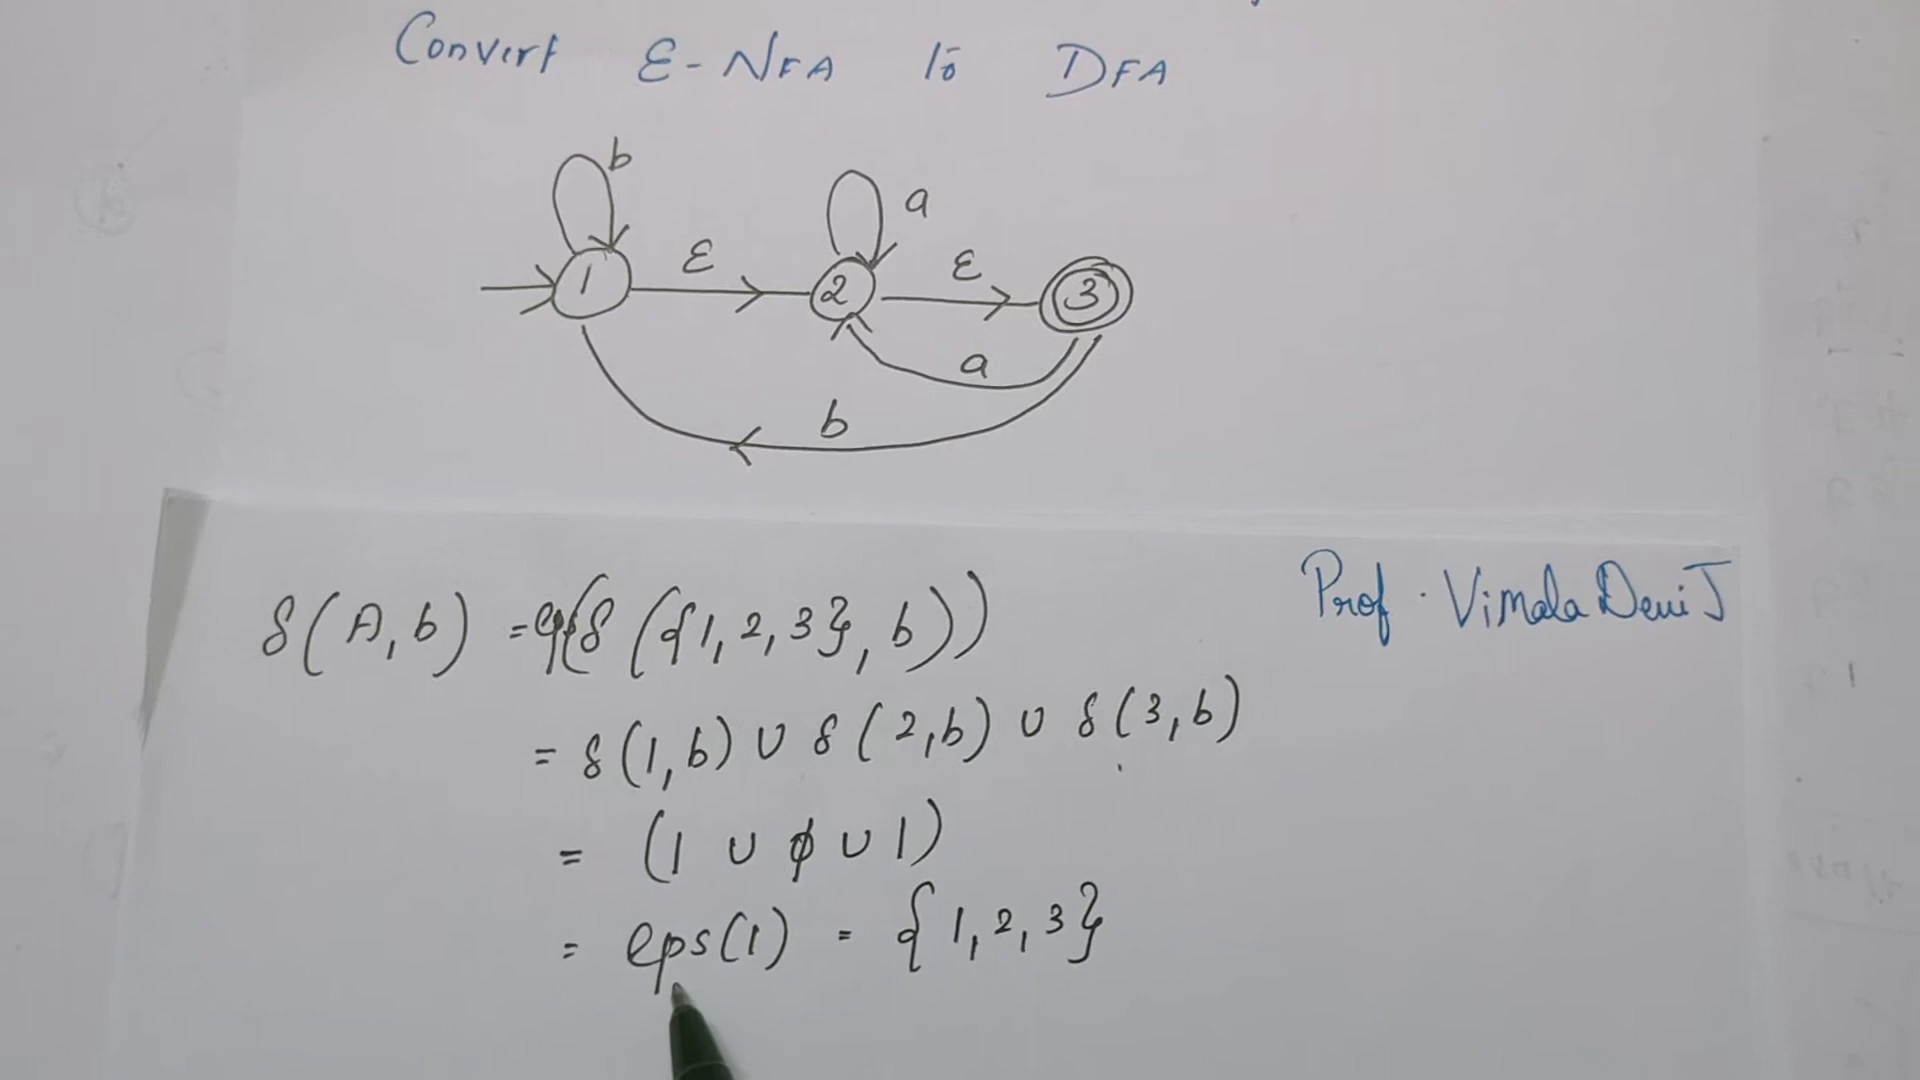 Convert ε-NFA to DFA
b
a
ε
ε
1
2
3
a
b
Prof. Vimala Devi J
δ(A,b) = eps(δ({1,2,3},b))
= δ(1,b) ∪ δ(2,b) ∪ δ(3,b)
= (1 ∪ ϕ ∪ 1)
= eps(1) = {1,2,3}